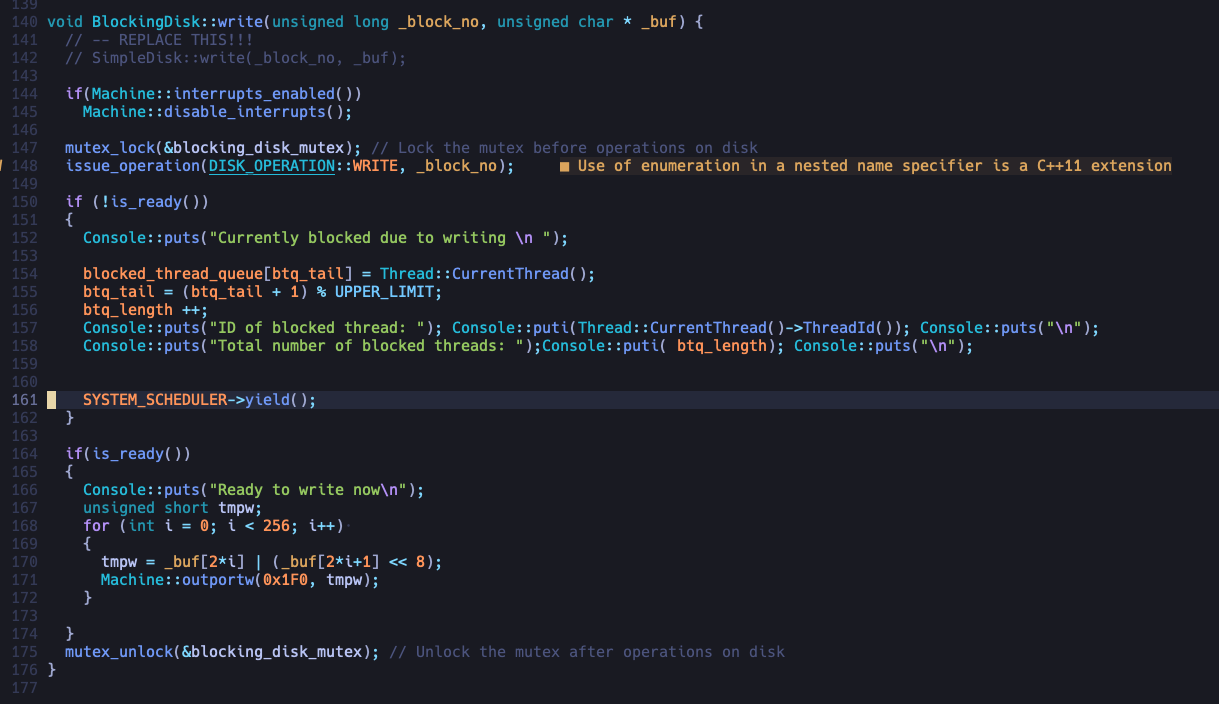 139
140 void BlockingDisk::write(unsigned long _block_no, unsigned char * _buf) {
141   // -- REPLACE THIS!!!
142   // SimpleDisk::write(_block_no, _buf);
143
144   if(Machine::interrupts_enabled())
145     Machine::disable_interrupts();
146
147   mutex_lock(&blocking_disk_mutex); // Lock the mutex before operations on disk
148   issue_operation(DISK_OPERATION::WRITE, _block_no);     ■ Use of enumeration in a nested name specifier is a C++11 extension
149
150   if (!is_ready())
151   {
152     Console::puts("Currently blocked due to writing \n ");
153
154     blocked_thread_queue[btq_tail] = Thread::CurrentThread();
155     btq_tail = (btq_tail + 1) % UPPER_LIMIT;
156     btq_length ++;
157     Console::puts("ID of blocked thread: "); Console::puti(Thread::CurrentThread()->ThreadId()); Console::puts("\n");
158     Console::puts("Total number of blocked threads: ");Console::puti( btq_length); Console::puts("\n");
159
160
161     SYSTEM_SCHEDULER->yield();
162   }
163
164   if(is_ready())
165   {
166     Console::puts("Ready to write now\n");
167     unsigned short tmpw;
168     for (int i = 0; i < 256; i++)
169     {
170       tmpw = _buf[2*i] | (_buf[2*i+1] << 8);
171       Machine::outportw(0x1F0, tmpw);
172     }
173
174   }
175   mutex_unlock(&blocking_disk_mutex); // Unlock the mutex after operations on disk
176 }
177